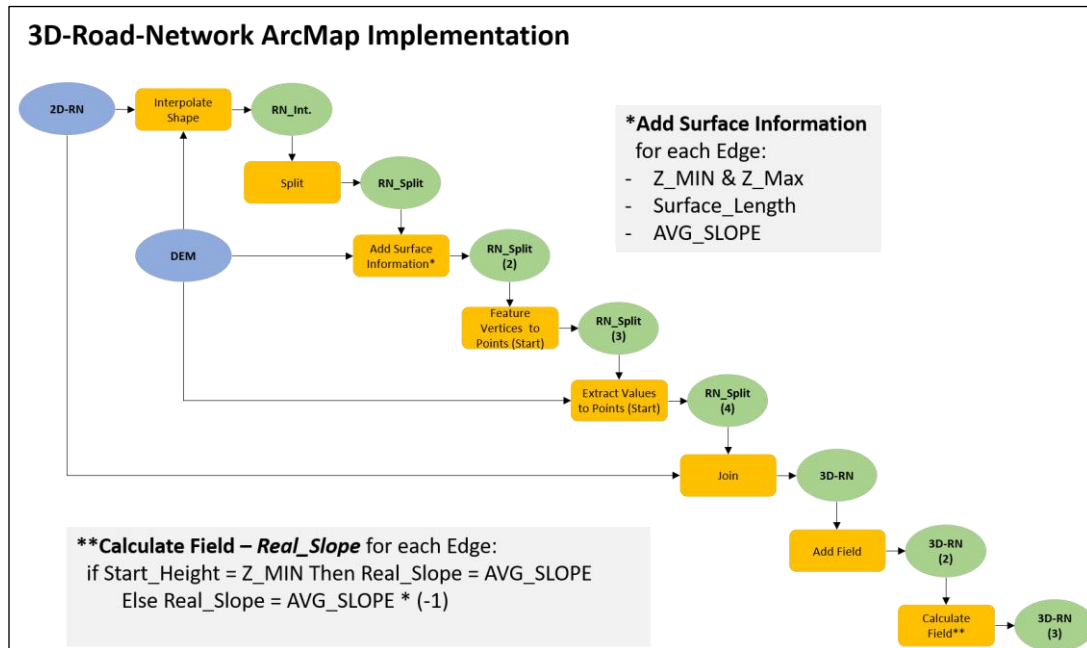 3D-Road-Network ArcMap Implementation
2D-RN
Interpolate
Shape
RN_Int.
Split
RN_Split
*Add Surface Information
for each Edge:
- Z_MIN & Z_Max
- Surface_Length
- AVG_SLOPE
DEM
Add Surface
Information*
RN_Split
(2)
Feature
Vertices to
Points (Start)
RN_Split
(3)
Extract Values
to Points (Start)
RN_Split
(4)
Join
3D-RN
Add Field
3D-RN
(2)
Calculate
Field**
3D-RN
(3)
**Calculate Field – Real_Slope for each Edge:
if Start_Height = Z_MIN Then Real_Slope = AVG_SLOPE
Else Real_Slope = AVG_SLOPE * (-1)